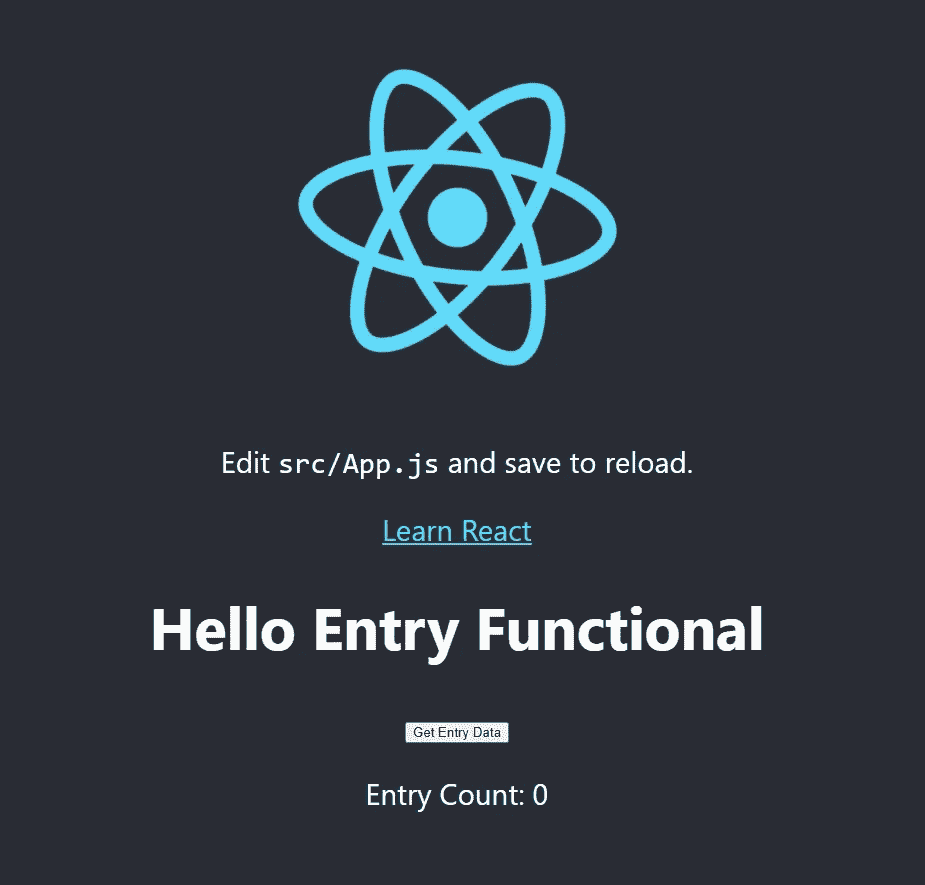 Edit src/App.js and save to reload.
Learn React
Hello Entry Functional
Get Entry Data
Entry Count: 0